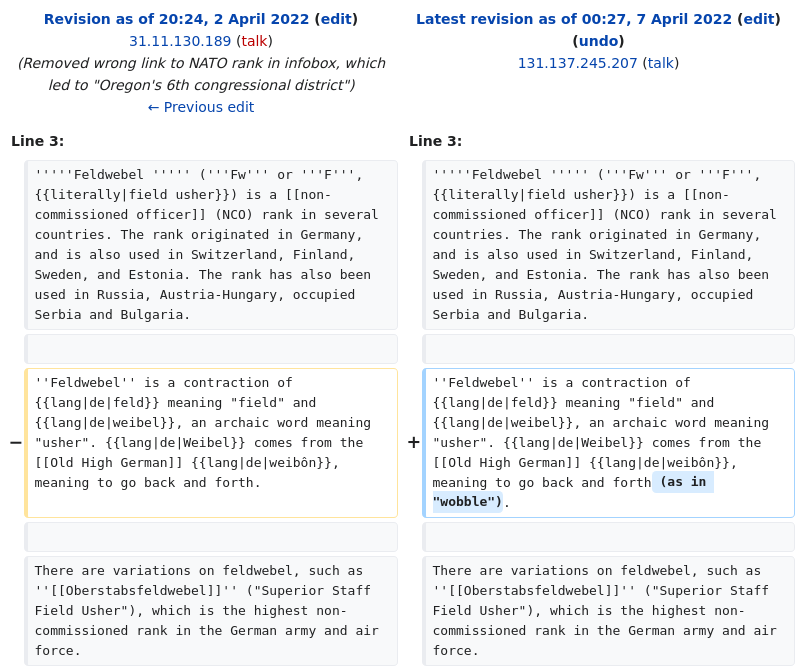 Revision as of 20:24, 2 April 2022 (edit)
31.11.130.189 (talk)
(Removed wrong link to NATO rank in infobox, which
led to "Oregon's 6th congressional district")
← Previous edit
Latest revision as of 00:27, 7 April 2022 (edit)
(undo)
131.137.245.207 (talk)
Line 3:
Line 3:
'''''Feldwebel ''''' ('''Fw''' or '''F''',
{{literally|field usher}}) is a [[non-
commissioned officer]] (NCO) rank in several
countries. The rank originated in Germany,
and is also used in Switzerland, Finland,
Sweden, and Estonia. The rank has also been
used in Russia, Austria-Hungary, occupied
Serbia and Bulgaria.
'''''Feldwebel ''''' ('''Fw''' or '''F''',
{{literally|field usher}}) is a [[non-
commissioned officer]] (NCO) rank in several
countries. The rank originated in Germany,
and is also used in Switzerland, Finland,
Sweden, and Estonia. The rank has also been
used in Russia, Austria-Hungary, occupied
Serbia and Bulgaria.
−
''Feldwebel'' is a contraction of
{{lang|de|feld}} meaning "field" and
{{lang|de|weibel}}, an archaic word meaning
"usher". {{lang|de|Weibel}} comes from the
[[Old High German]] {{lang|de|weibôn}},
meaning to go back and forth.
+
''Feldwebel'' is a contraction of
{{lang|de|feld}} meaning "field" and
{{lang|de|weibel}}, an archaic word meaning
"usher". {{lang|de|Weibel}} comes from the
[[Old High German]] {{lang|de|weibôn}},
meaning to go back and forth (as in
"wobble").
There are variations on feldwebel, such as
''[[Oberstabsfeldwebel]]'' ("Superior Staff
Field Usher"), which is the highest non-
commissioned rank in the German army and air
force.
There are variations on feldwebel, such as
''[[Oberstabsfeldwebel]]'' ("Superior Staff
Field Usher"), which is the highest non-
commissioned rank in the German army and air
force.